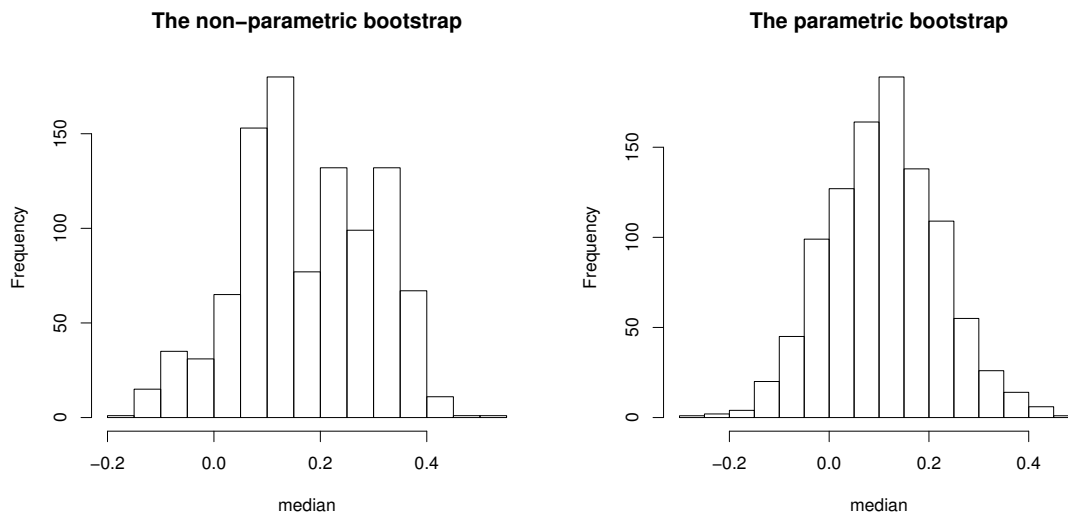 The non−parametric bootstrap
Frequency
150
100
50
0
−0.2 0.0 0.2 0.4
median
The parametric bootstrap
Frequency
150
100
50
0
−0.2 0.0 0.2 0.4
median